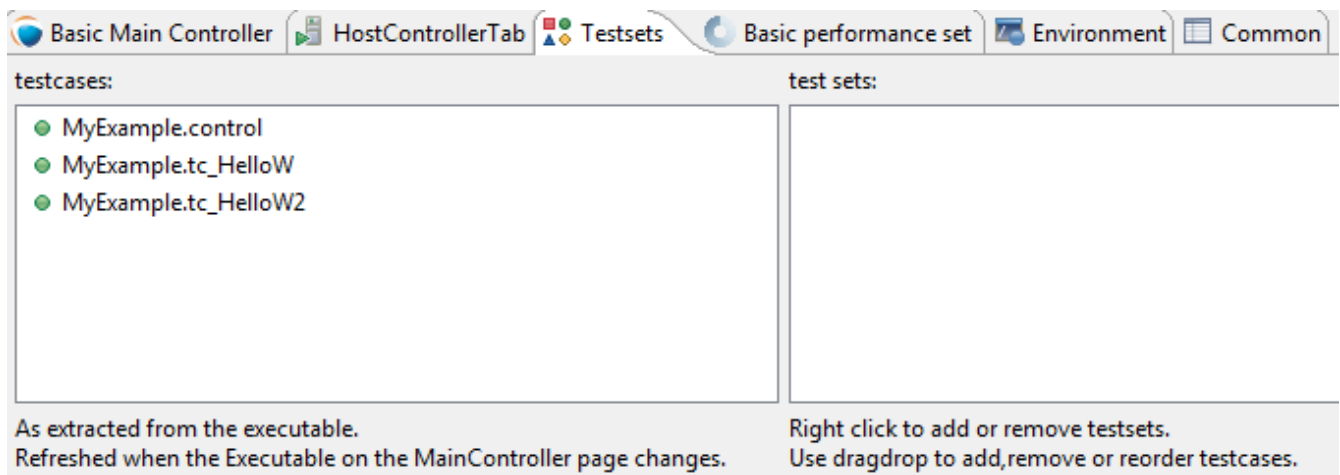 Basic Main Controller HostControllerTab Testsets Basic performance set Environment Common
testcases:
MyExample.control
MyExample.tc_HelloW
MyExample.tc_HelloW2
As extracted from the executable.
Refreshed when the Executable on the MainController page changes.
test sets:
Right click to add or remove testsets.
Use dragdrop to add,remove or reorder testcases.